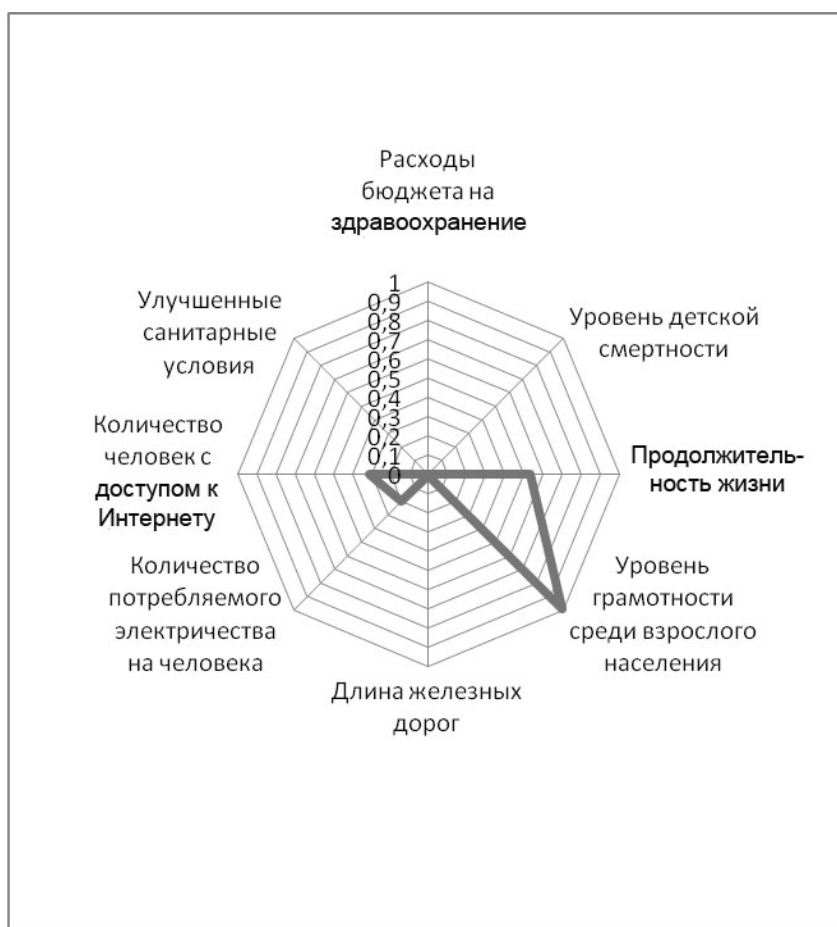 Расходы
бюджета на
здравоохранение
Уровень детской
смертности
Продолжитель-
ность жизни
Уровень
грамотности
среди взрослого
населения
Длина железных
дорог
Количество
потребляемого
электричества
на человека
Количество
человек с
доступом к
Интернету
Улучшенные
санитарные
условия
1
0,9
0,8
0,7
0,6
0,5
0,4
0,3
0,2
0,1
0